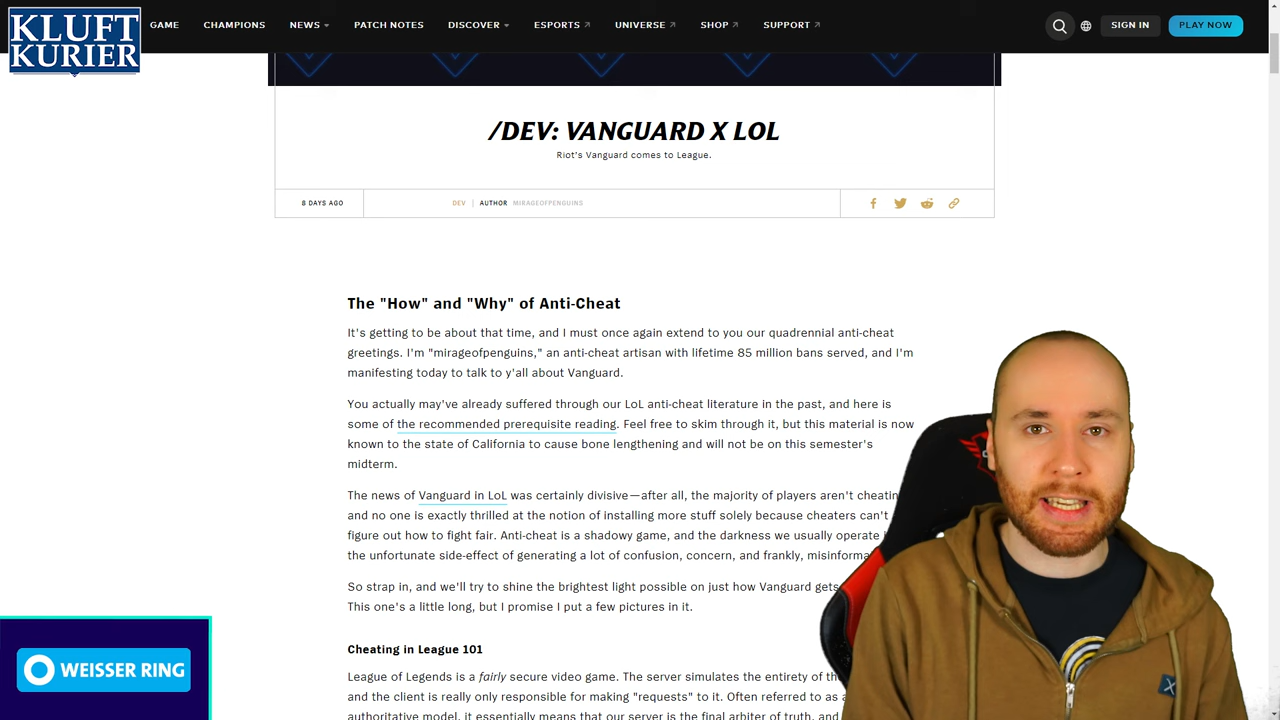 KLUFT
KURIER
GAME CHAMPIONS NEWS PATCH NOTES DISCOVER ESPORTS UNIVERSE SHOP SUPPORT SIGN IN PLAY NOW
/DEV: VANGUARD X LOL
Riot's Vanguard comes to League.
8 DAYS AGO DEV | AUTHOR MIRAGEOFPENGUINS
The "How" and "Why" of Anti-Cheat
It's getting to be about that time, and I must once again extend to you our quadrennial anti-cheat
greetings. I'm "mirageofpenguins," an anti-cheat artisan with lifetime 85 million bans served, and I'm
manifesting today to talk to y'all about Vanguard.
You actually may've already suffered through our LoL anti-cheat literature in the past, and here is
some of the recommended prerequisite reading. Feel free to skim through it, but this material is now
known to the state of California to cause bone lengthening and will not be on this semester's
midterm.
The news of Vanguard in LoL was certainly divisive—after all, the majority of players aren't
and no one is exactly thrilled at the notion of installing more stuff solely because cheaters can't
figure out how to fight fair. Anti-cheat is a shadowy game, and the darkness we usually operate
the unfortunate side-effect of generating a lot of confusion, concern, and frankly,
So strap in, and we'll try to shine the brightest light possible on just how Vanguard gets
This one's a little long, but I promise I put a few pictures in it.
Cheating in League 101
League of Legends is a fairly secure video game. The server simulates the entirety of
and the client is really only responsible for making "requests" to it. Often referred to as
authoritative model, it essentially means that our server is the final arbiter of truth, and
WEISSER RING